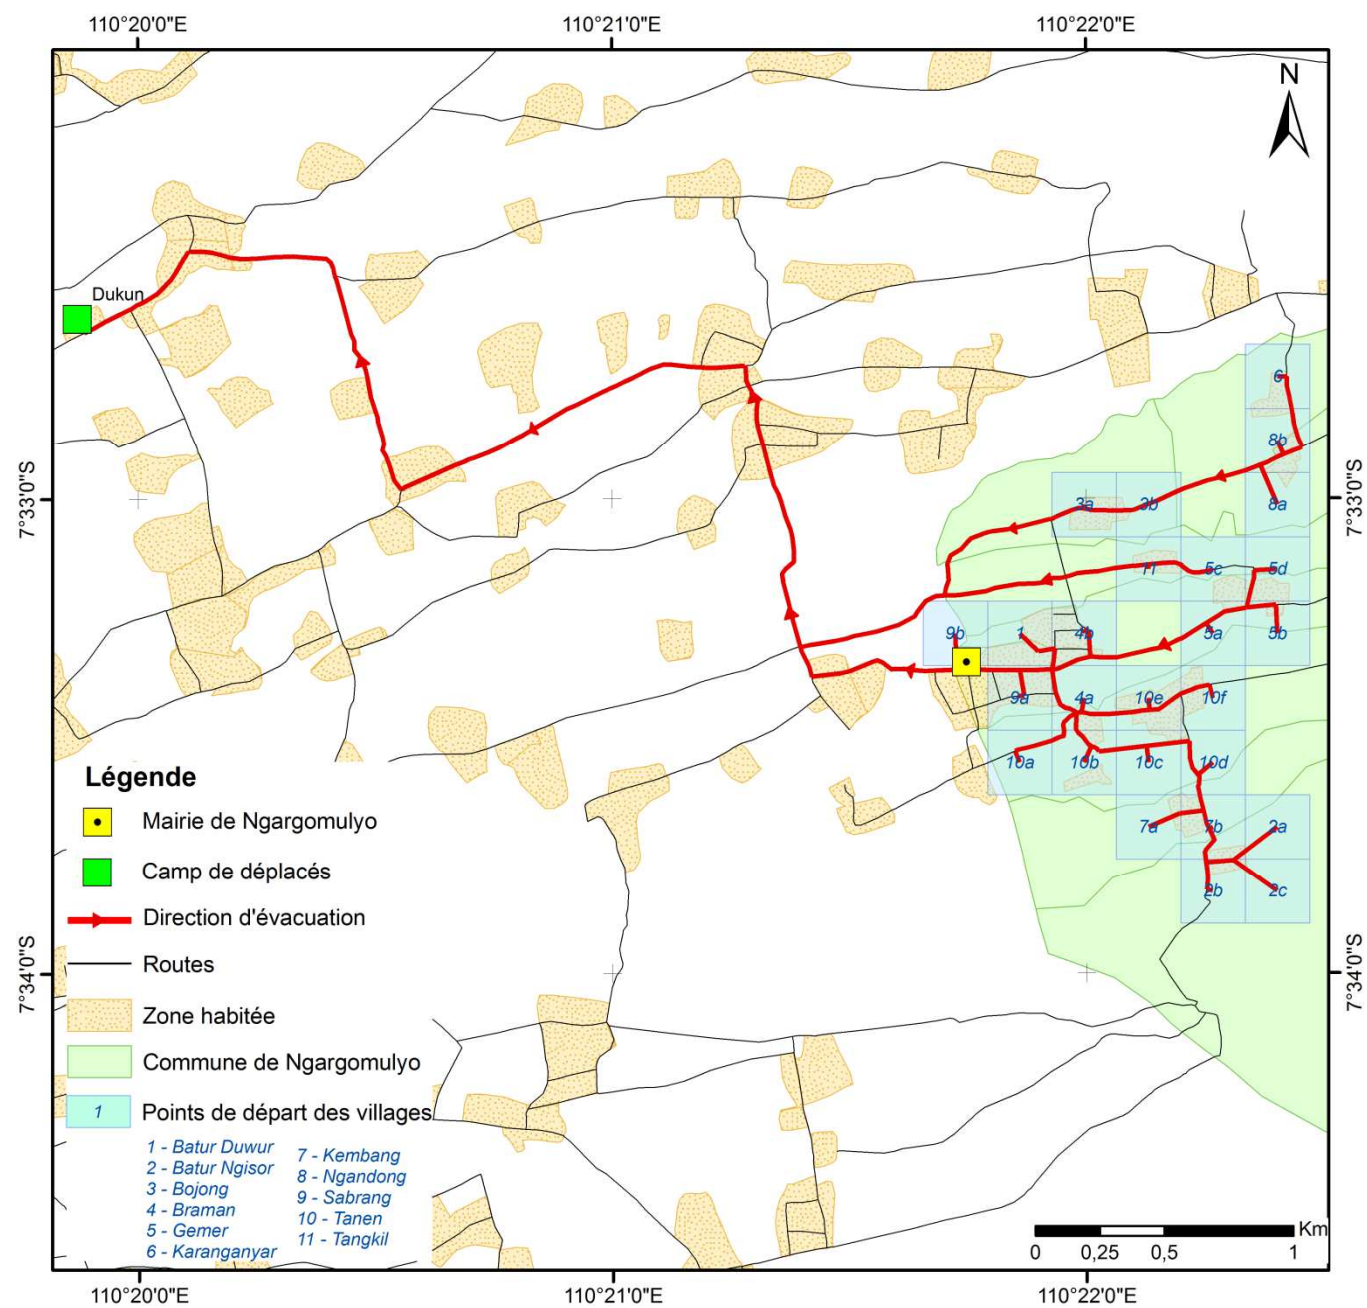 110°20'0"E 110°21'0"E 110°22'0"E
N
Dukun
6
8b
7°33'0"S 3a 3b 8a 7°33'0"S
11 5c 5d
9b 1 4b 5a 5b
9a 4a 10e 10f
10a 10b 10c 10d
7a 7b 2a
2b 2c
7°34'0"S 7°34'0"S
Légende
Mairie de Ngargomulyo
Camp de déplacés
Direction d'évacuation
Routes
Zone habitée
Commune de Ngargomulyo
1 Points de départ des villages
1 - Batur Duwur
2 - Batur Ngisor
3 - Bojong
4 - Braman
5 - Gemer
6 - Karanganyar
7 - Kembang
8 - Ngandong
9 - Sabrang
10 - Tanen
11 - Tangkil
Km
0 0,25 0,5 1
110°20'0"E 110°21'0"E 110°22'0"E